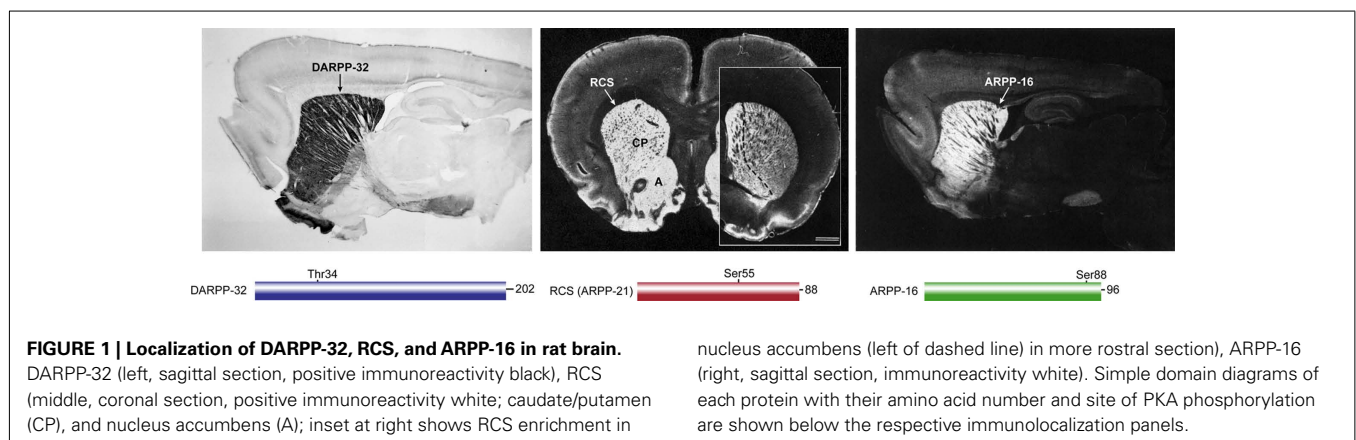 DARPP-32
RCS
CP
A
ARPP-16
Thr34
DARPP-32
202
Ser55
RCS (ARPP-21)
88
Ser88
ARPP-16
96
FIGURE 1 | Localization of DARPP-32, RCS, and ARPP-16 in rat brain.
DARPP-32 (left, sagittal section, positive immunoreactivity black), RCS
(middle, coronal section, positive immunoreactivity white; caudate/putamen
(CP), and nucleus accumbens (A); inset at right shows RCS enrichment in
nucleus accumbens (left of dashed line) in more rostral section), ARPP-16
(right, sagittal section, immunoreactivity white). Simple domain diagrams of
each protein with their amino acid number and site of PKA phosphorylation
are shown below the respective immunolocalization panels.